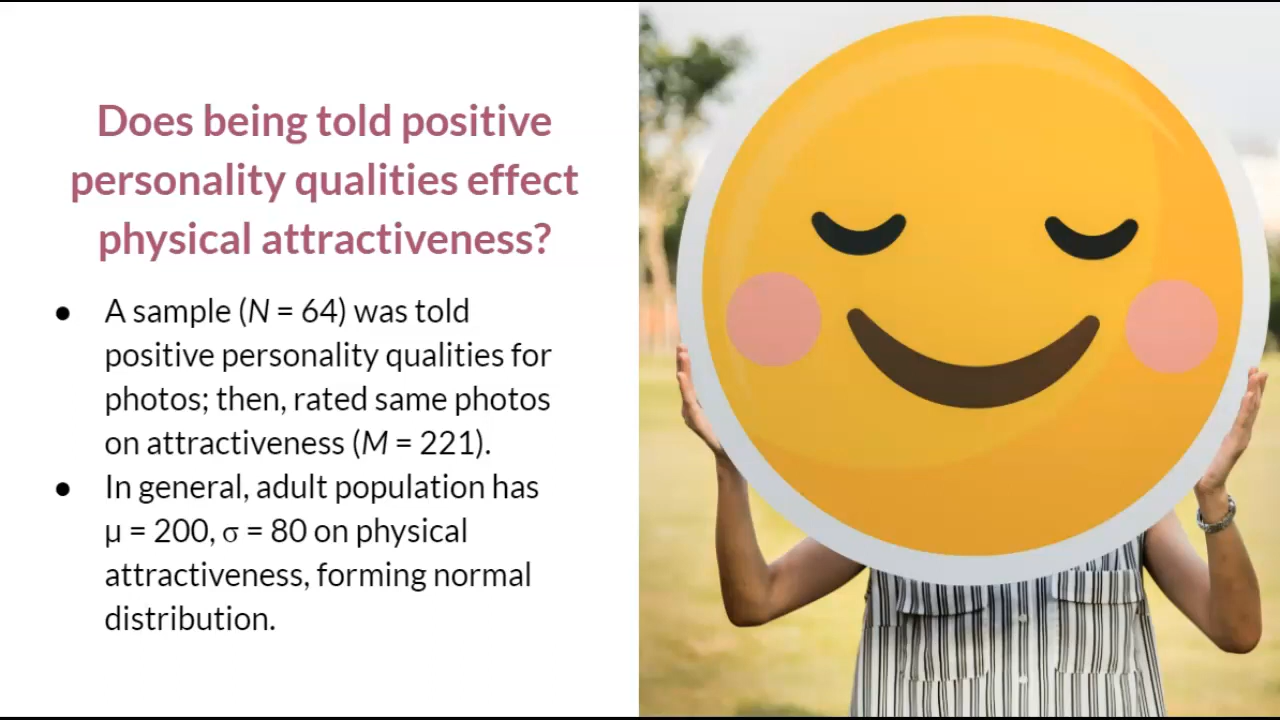 Does being told positive
personality qualities effect
physical attractiveness?
● A sample (N = 64) was told
positive personality qualities for
photos; then, rated same photos
on attractiveness (M = 221).
● In general, adult population has
μ = 200, σ = 80 on physical
attractiveness, forming normal
distribution.